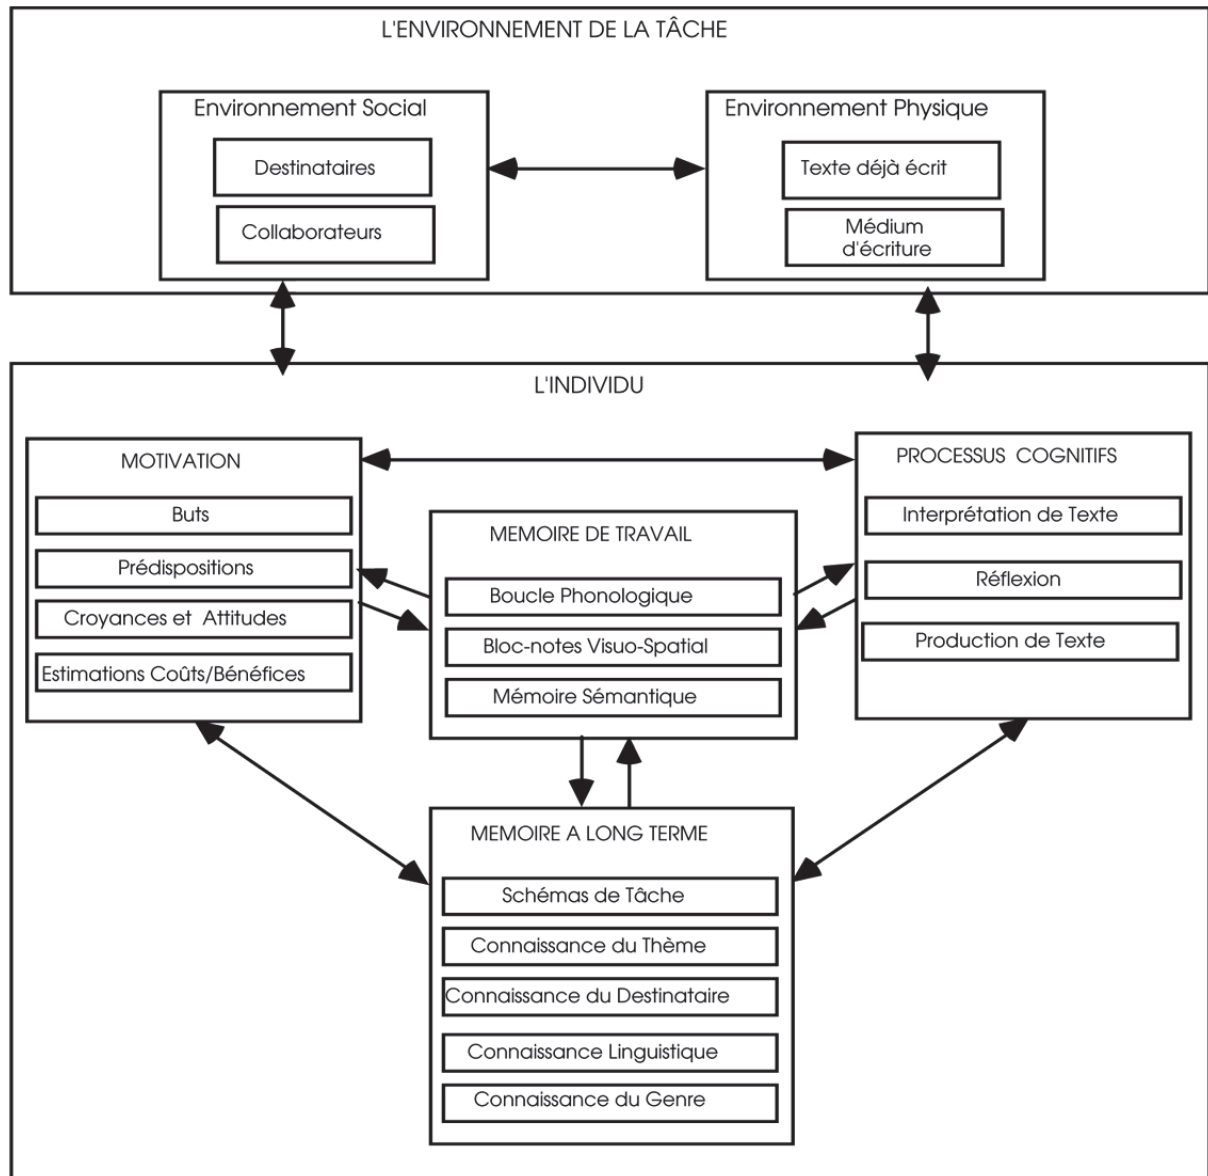 L'ENVIRONNEMENT DE LA TÂCHE
Environnement Social
Destinataires
Collaborateurs
Environnement Physique
Texte déjà écrit
Médium
d'écriture
L'INDIVIDU
MOTIVATION
Buts
Prédispositions
Croyances et Attitudes
Estimations Coûts/Bénéfices
MEMOIRE DE TRAVAIL
Boucle Phonologique
Bloc-notes Visuo-Spatial
Mémoire Sémantique
PROCESSUS COGNITIFS
Interprétation de Texte
Réflexion
Production de Texte
MEMOIRE A LONG TERME
Schémas de Tâche
Connaissance du Thème
Connaissance du Destinataire
Connaissance Linguistique
Connaissance du Genre